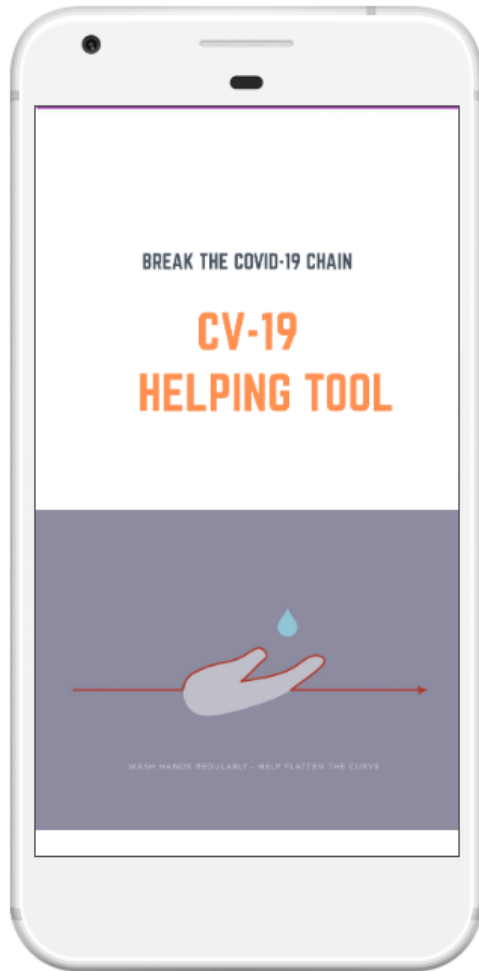 BREAK THE COVID-19 CHAIN
CV-19
HELPING TOOL
WASH HANDS REGULARLY - HELP FLATTEN THE CURVE